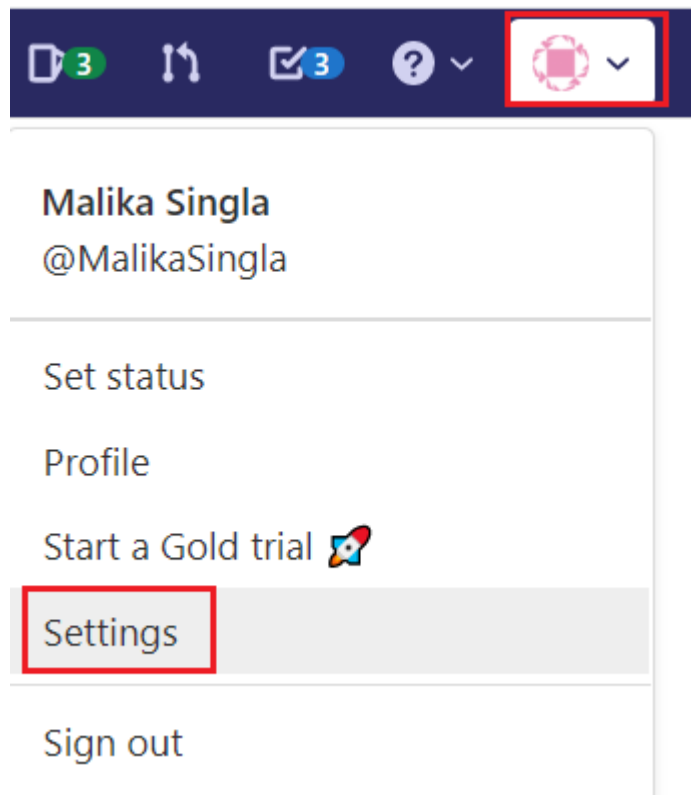 3 3 ?
Malika Singla
@MalikaSingla
Set status
Profile
Start a Gold trial 🚀
Settings
Sign out